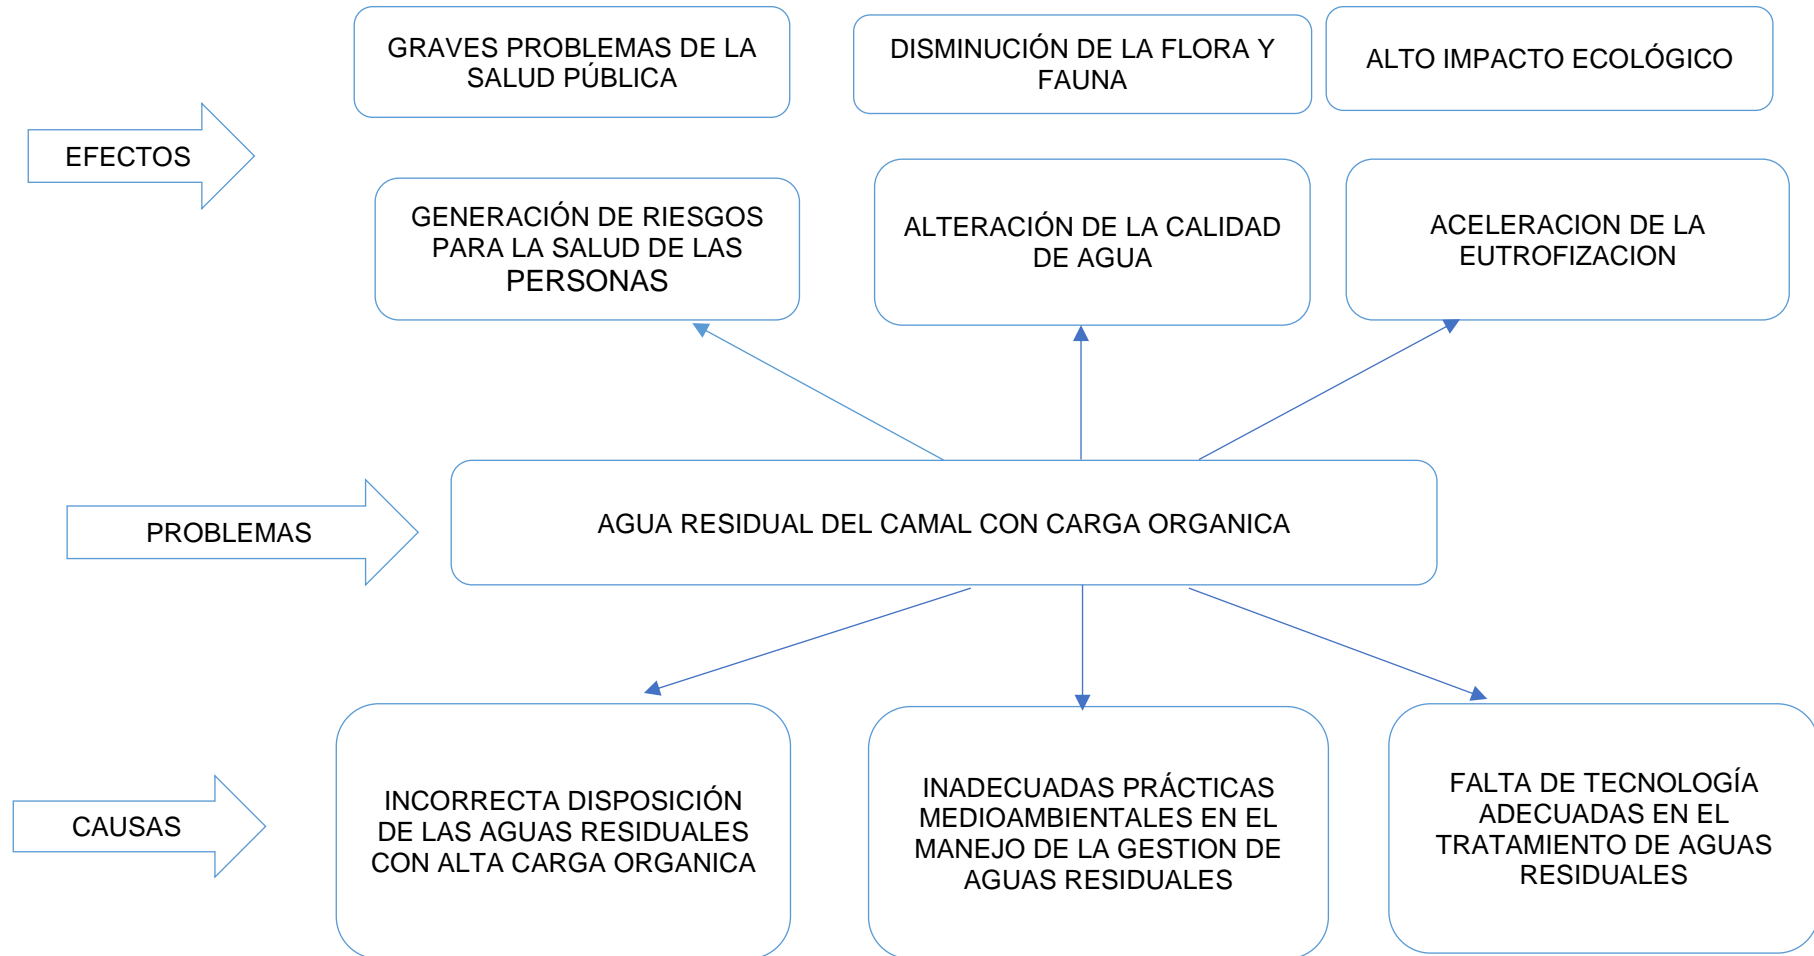 GRAVES PROBLEMAS DE LA
SALUD PÚBLICA
DISMINUCIÓN DE LA FLORA Y
FAUNA
ALTO IMPACTO ECOLÓGICO
EFECTOS
GENERACIÓN DE RIESGOS
PARA LA SALUD DE LAS
PERSONAS
ALTERACIÓN DE LA CALIDAD
DE AGUA
ACELERACION DE LA
EUTROFIZACION
PROBLEMAS
AGUA RESIDUAL DEL CAMAL CON CARGA ORGANICA
CAUSAS
INCORRECTA DISPOSICIÓN
DE LAS AGUAS RESIDUALES
CON ALTA CARGA ORGANICA
INADECUADAS PRÁCTICAS
MEDIOAMBIENTALES EN EL
MANEJO DE LA GESTION DE
AGUAS RESIDUALES
FALTA DE TECNOLOGÍA
ADECUADAS EN EL
TRATAMIENTO DE AGUAS
RESIDUALES